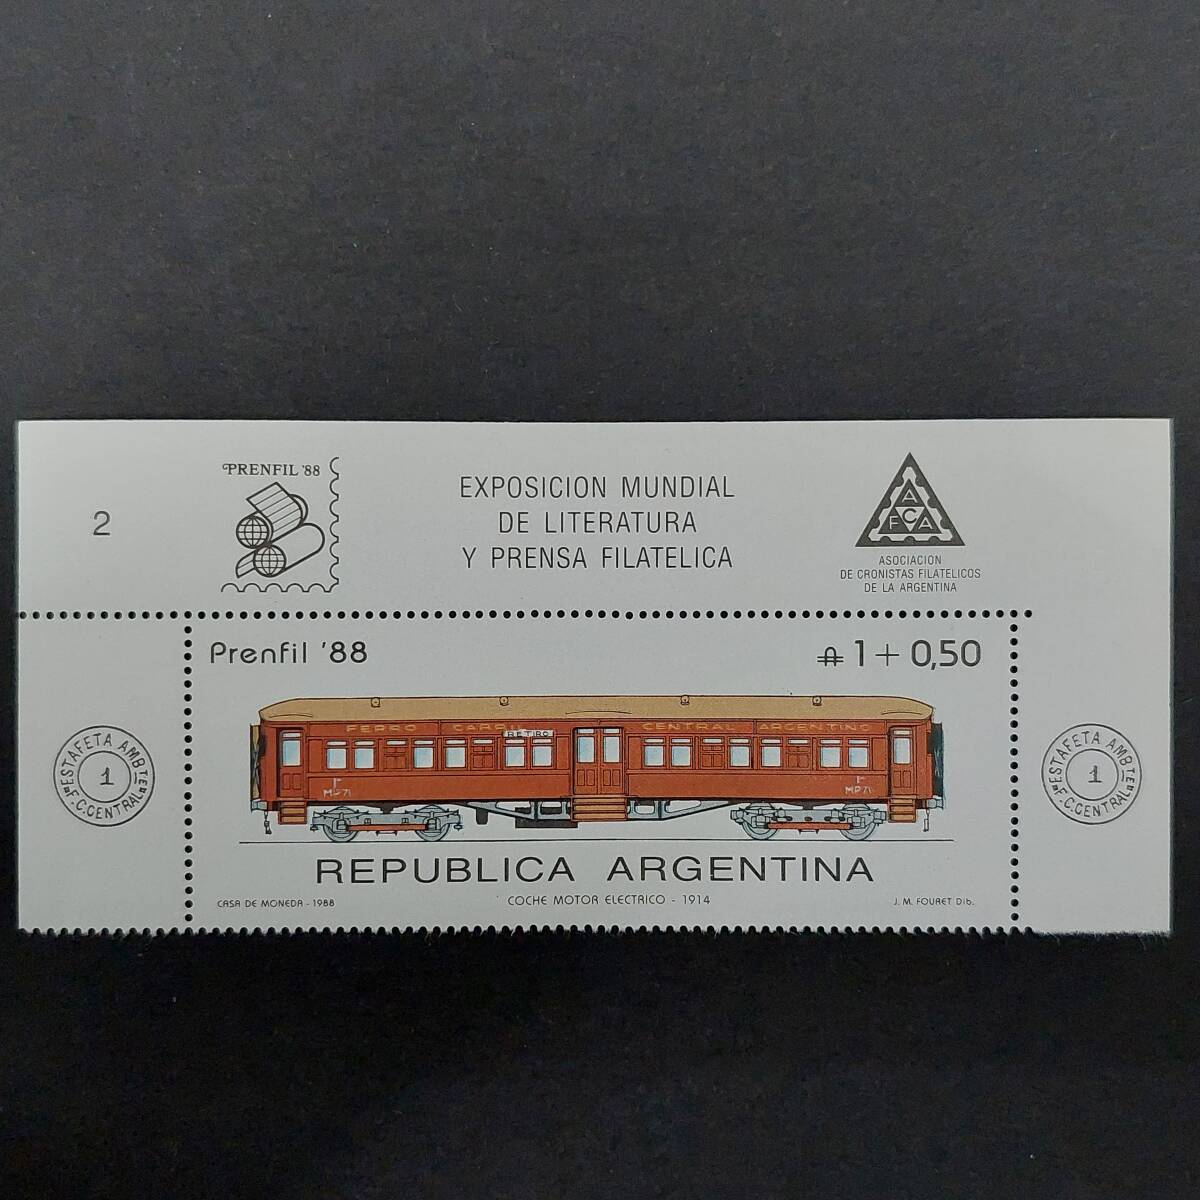 2
PRENFIL '88
EXPOSICION MUNDIAL
DE LITERATURA
Y PRENSA FILATELICA
A
F C A
ASOCIACION
DE CRONISTAS FILATELICOS
DE LA ARGENTINA
Prenfil '88
₳ 1 + 0,50
FERRO CARRIL CENTRAL ARGENTINO
RETIRO
MP71 MP71
ESTAFETA AMBTE
1
F.C.CENTRAL
ESTAFETA AMBTE
1
F.C.CENTRAL
REPUBLICA ARGENTINA
CASA DE MONEDA - 1988
COCHE MOTOR ELECTRICO - 1914
J. M. FOURET Dib.